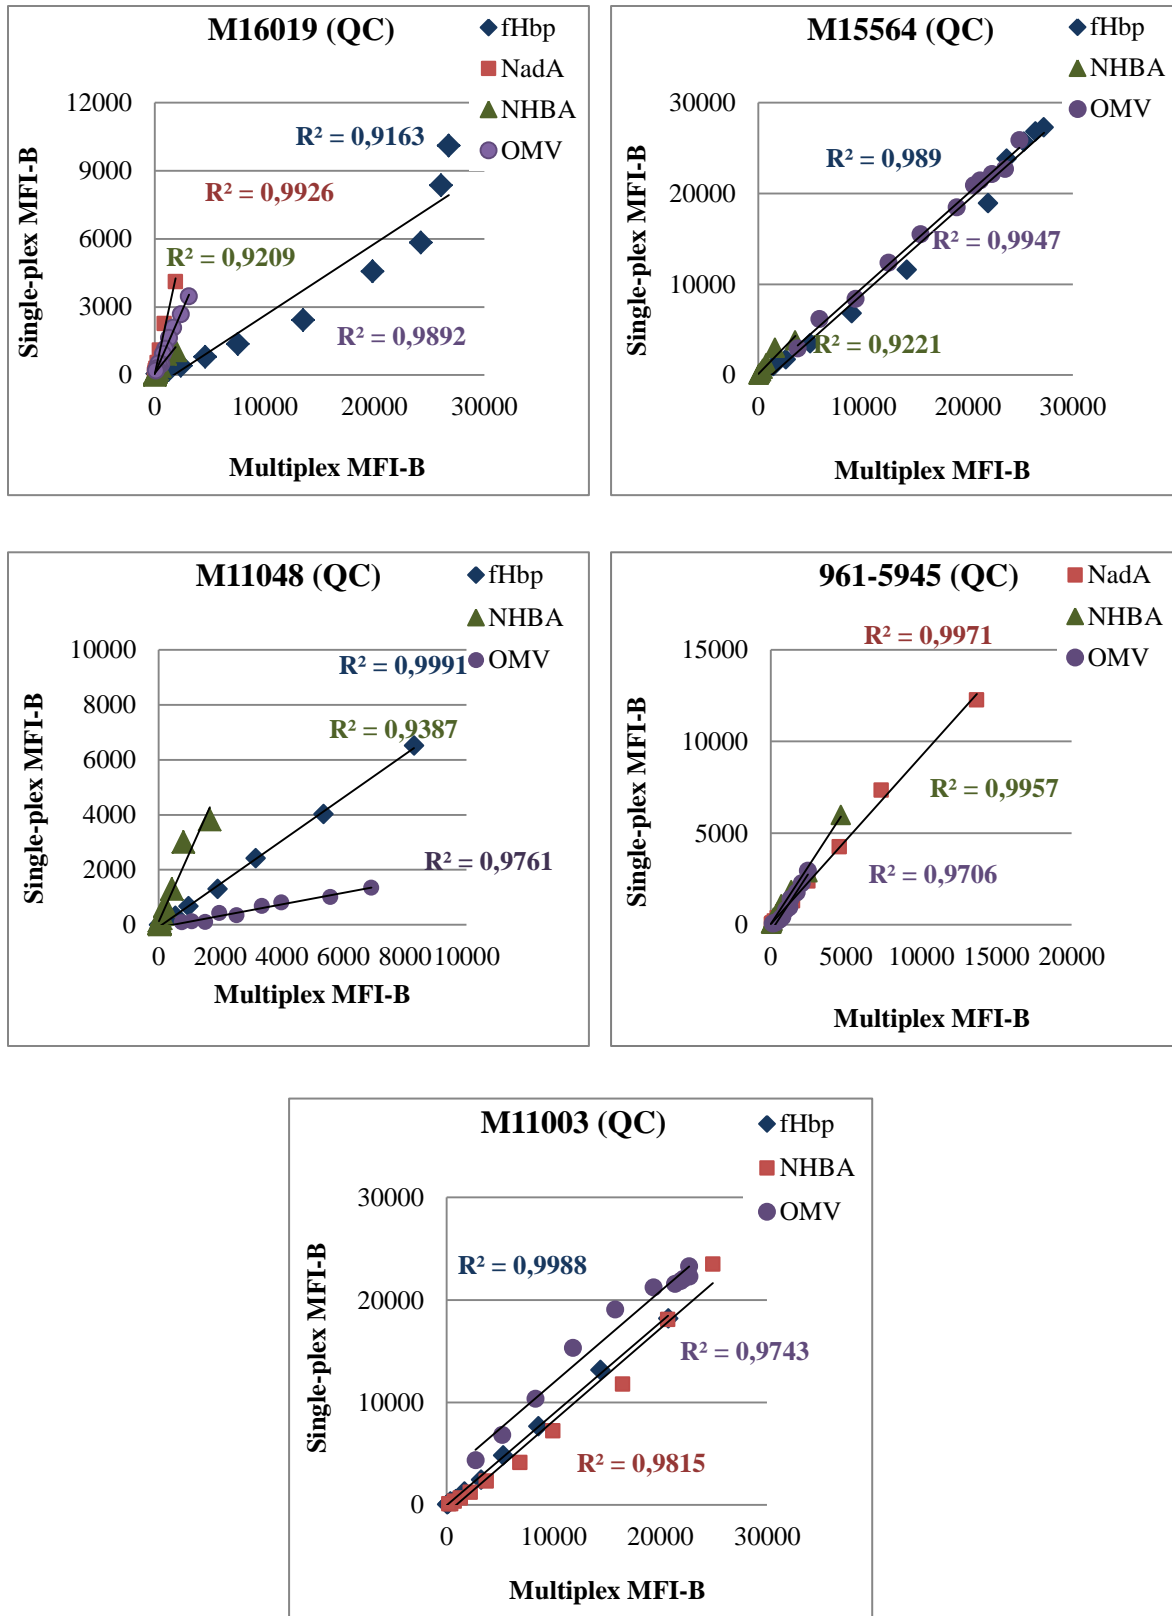 M16019 (QC)
fHbp
NadA
NHBA
OMV
12000
9000
6000
3000
0
R² = 0,9163
R² = 0,9926
R² = 0,9209
R² = 0,9892
0 10000 20000 30000
Single-plex MFI-B
Multiplex MFI-B
M15564 (QC)
fHbp
NHBA
OMV
30000
20000
10000
0
R² = 0,989
R² = 0,9947
R² = 0,9221
0 10000 20000 30000
Single-plex MFI-B
Multiplex MFI-B
M11048 (QC)
fHbp
NHBA
OMV
10000
8000
6000
4000
2000
0
R² = 0,9991
R² = 0,9387
R² = 0,9761
0 2000 4000 6000 8000 10000
Single-plex MFI-B
Multiplex MFI-B
961-5945 (QC)
NadA
NHBA
OMV
15000
10000
5000
0
R² = 0,9971
R² = 0,9957
R² = 0,9706
0 5000 10000 15000 20000
Single-plex MFI-B
Multiplex MFI-B
M11003 (QC)
fHbp
NHBA
OMV
30000
20000
10000
0
R² = 0,9988
R² = 0,9743
R² = 0,9815
0 10000 20000 30000
Single-plex MFI-B
Multiplex MFI-B